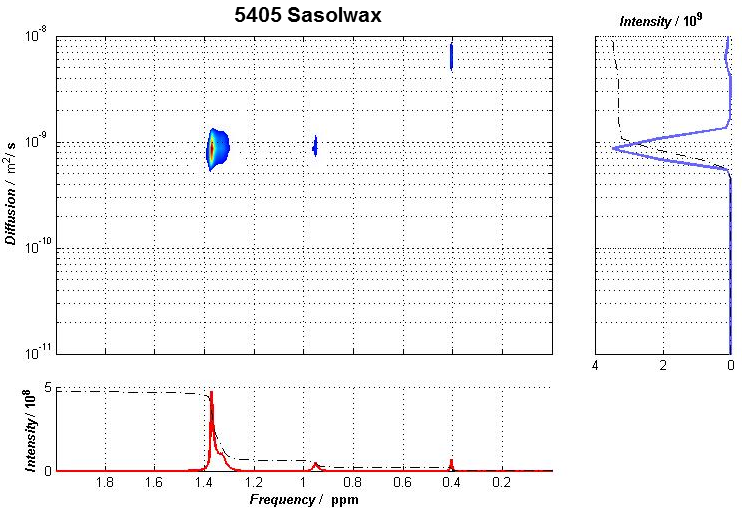 5405 Sasolwax
Intensity / 10⁹
10⁻⁸
10⁻⁹
10⁻¹⁰
10⁻¹¹
Diffusion / m²/ s
4 2 0
5
0
Intensity / 10⁸
1.8 1.6 1.4 1.2 1 0.8 0.6 0.4 0.2
Frequency / ppm